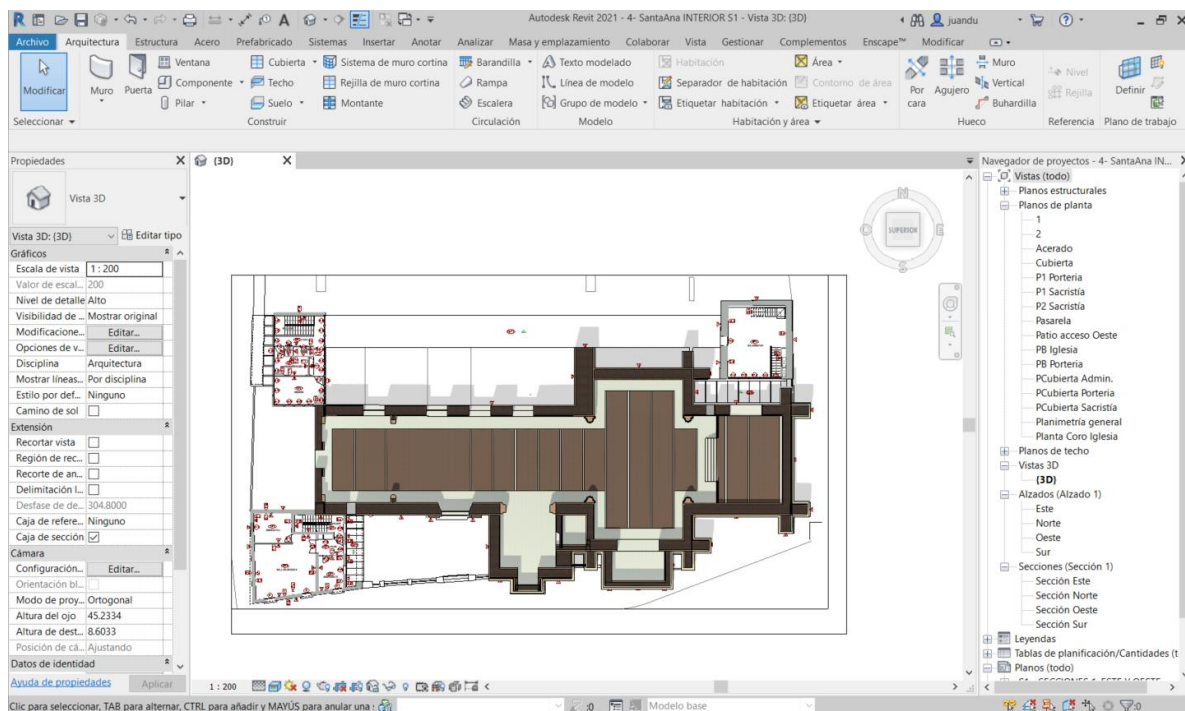 Autodesk Revit 2021 - 4- SantaAna INTERIOR S1 - Vista 3D: {3D}
juandu
Archivo Arquitectura Estructura Acero Prefabricado Sistemas Insertar Anotar Analizar Masa y emplazamiento Colaborar Vista Gestionar Complementos Enscape™ Modificar
Modificar
Muro
Puerta
Ventana
Componente
Pilar
Cubierta
Techo
Suelo
Sistema de muro cortina
Rejilla de muro cortina
Montante
Barandilla
Rampa
Escalera
Texto modelado
Línea de modelo
Grupo de modelo
Habitación
Separador de habitación
Etiquetar habitación
Área
Contorno de área
Etiquetar área
Por cara
Agujero
Muro
Vertical
Buhardilla
Nivel
Rejilla
Definir
Seleccionar Construir Circulación Modelo Habitación y área Hueco Referencia Plano de trabajo
Propiedades
Vista 3D
Vista 3D: {3D} Editar tipo
Gráficos
Escala de vista 1 : 200
Valor de escal... 200
Nivel de detalle Alto
Visibilidad de ... Mostrar original
Modificacione... Editar...
Opciones de v... Editar...
Disciplina Arquitectura
Mostrar líneas... Por disciplina
Estilo por def... Ninguno
Camino de sol
Extensión
Recortar vista
Región de rec...
Recorte de an...
Delimitación l...
Desfase de de... 304.8000
Caja de refere... Ninguno
Caja de sección
Cámara
Configuración... Editar...
Orientación bl...
Modo de proy... Ortogonal
Altura del ojo 45.2334
Altura de dest... 8.6033
Posición de cá... Ajustando
Datos de identidad
Ayuda de propiedades Aplicar
{3D}
N
O
SUPERIOR
E
S
Navegador de proyectos - 4- SantaAna IN...
Vistas (todo)
Planos estructurales
Planos de planta
1
2
Acerado
Cubierta
P1 Porteria
P1 Sacristía
P2 Sacristía
Pasarela
Patio acceso Oeste
PB Iglesia
PB Porteria
PCubierta Admin.
PCubierta Porteria
PCubierta Sacristía
Planimetría general
Planta Coro Iglesia
Planos de techo
Vistas 3D
{3D}
Alzados (Alzado 1)
Este
Norte
Oeste
Sur
Secciones (Sección 1)
Sección Este
Sección Norte
Sección Oeste
Sección Sur
Leyendas
Tablas de planificación/Cantidades (t
Planos (todo)
1 : 200
Clic para seleccionar, TAB para alternar, CTRL para añadir y MAYÚS para anular una
:0
Modelo base
:0